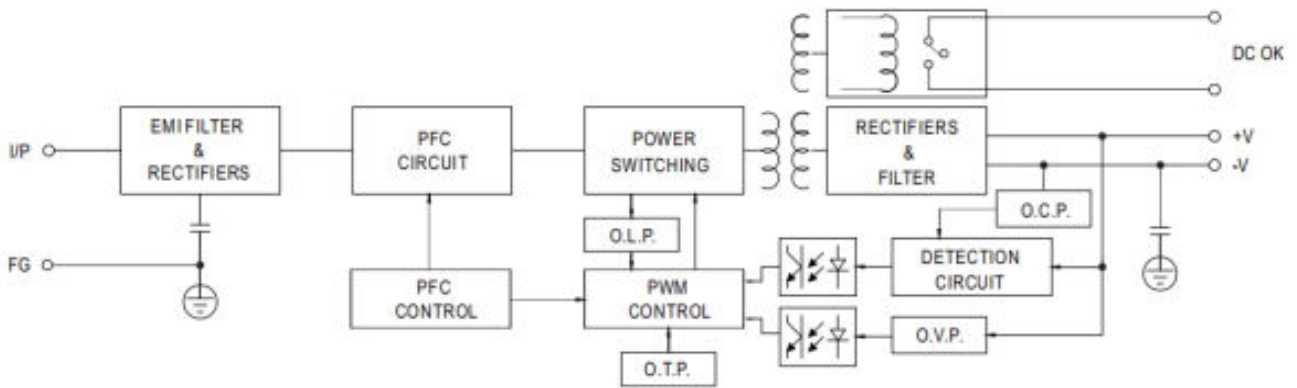 DC OK
I/P
EMI FILTER
&
RECTIFIERS
PFC
CIRCUIT
POWER
SWITCHING
RECTIFIERS
&
FILTER
+V
-V
O.C.P.
O.L.P.
FG
PFC
CONTROL
PWM
CONTROL
DETECTION
CIRCUIT
O.V.P.
O.T.P.